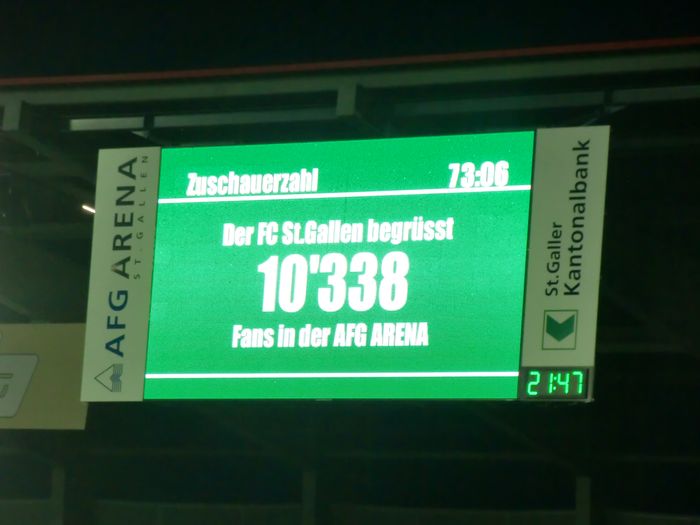 AFG ARENA
ST. GALLEN
Zuschauerzahl 73:06
Der FC St.Gallen begrüsst
10'338
Fans in der AFG ARENA
St.Galler
Kantonalbank
21:47